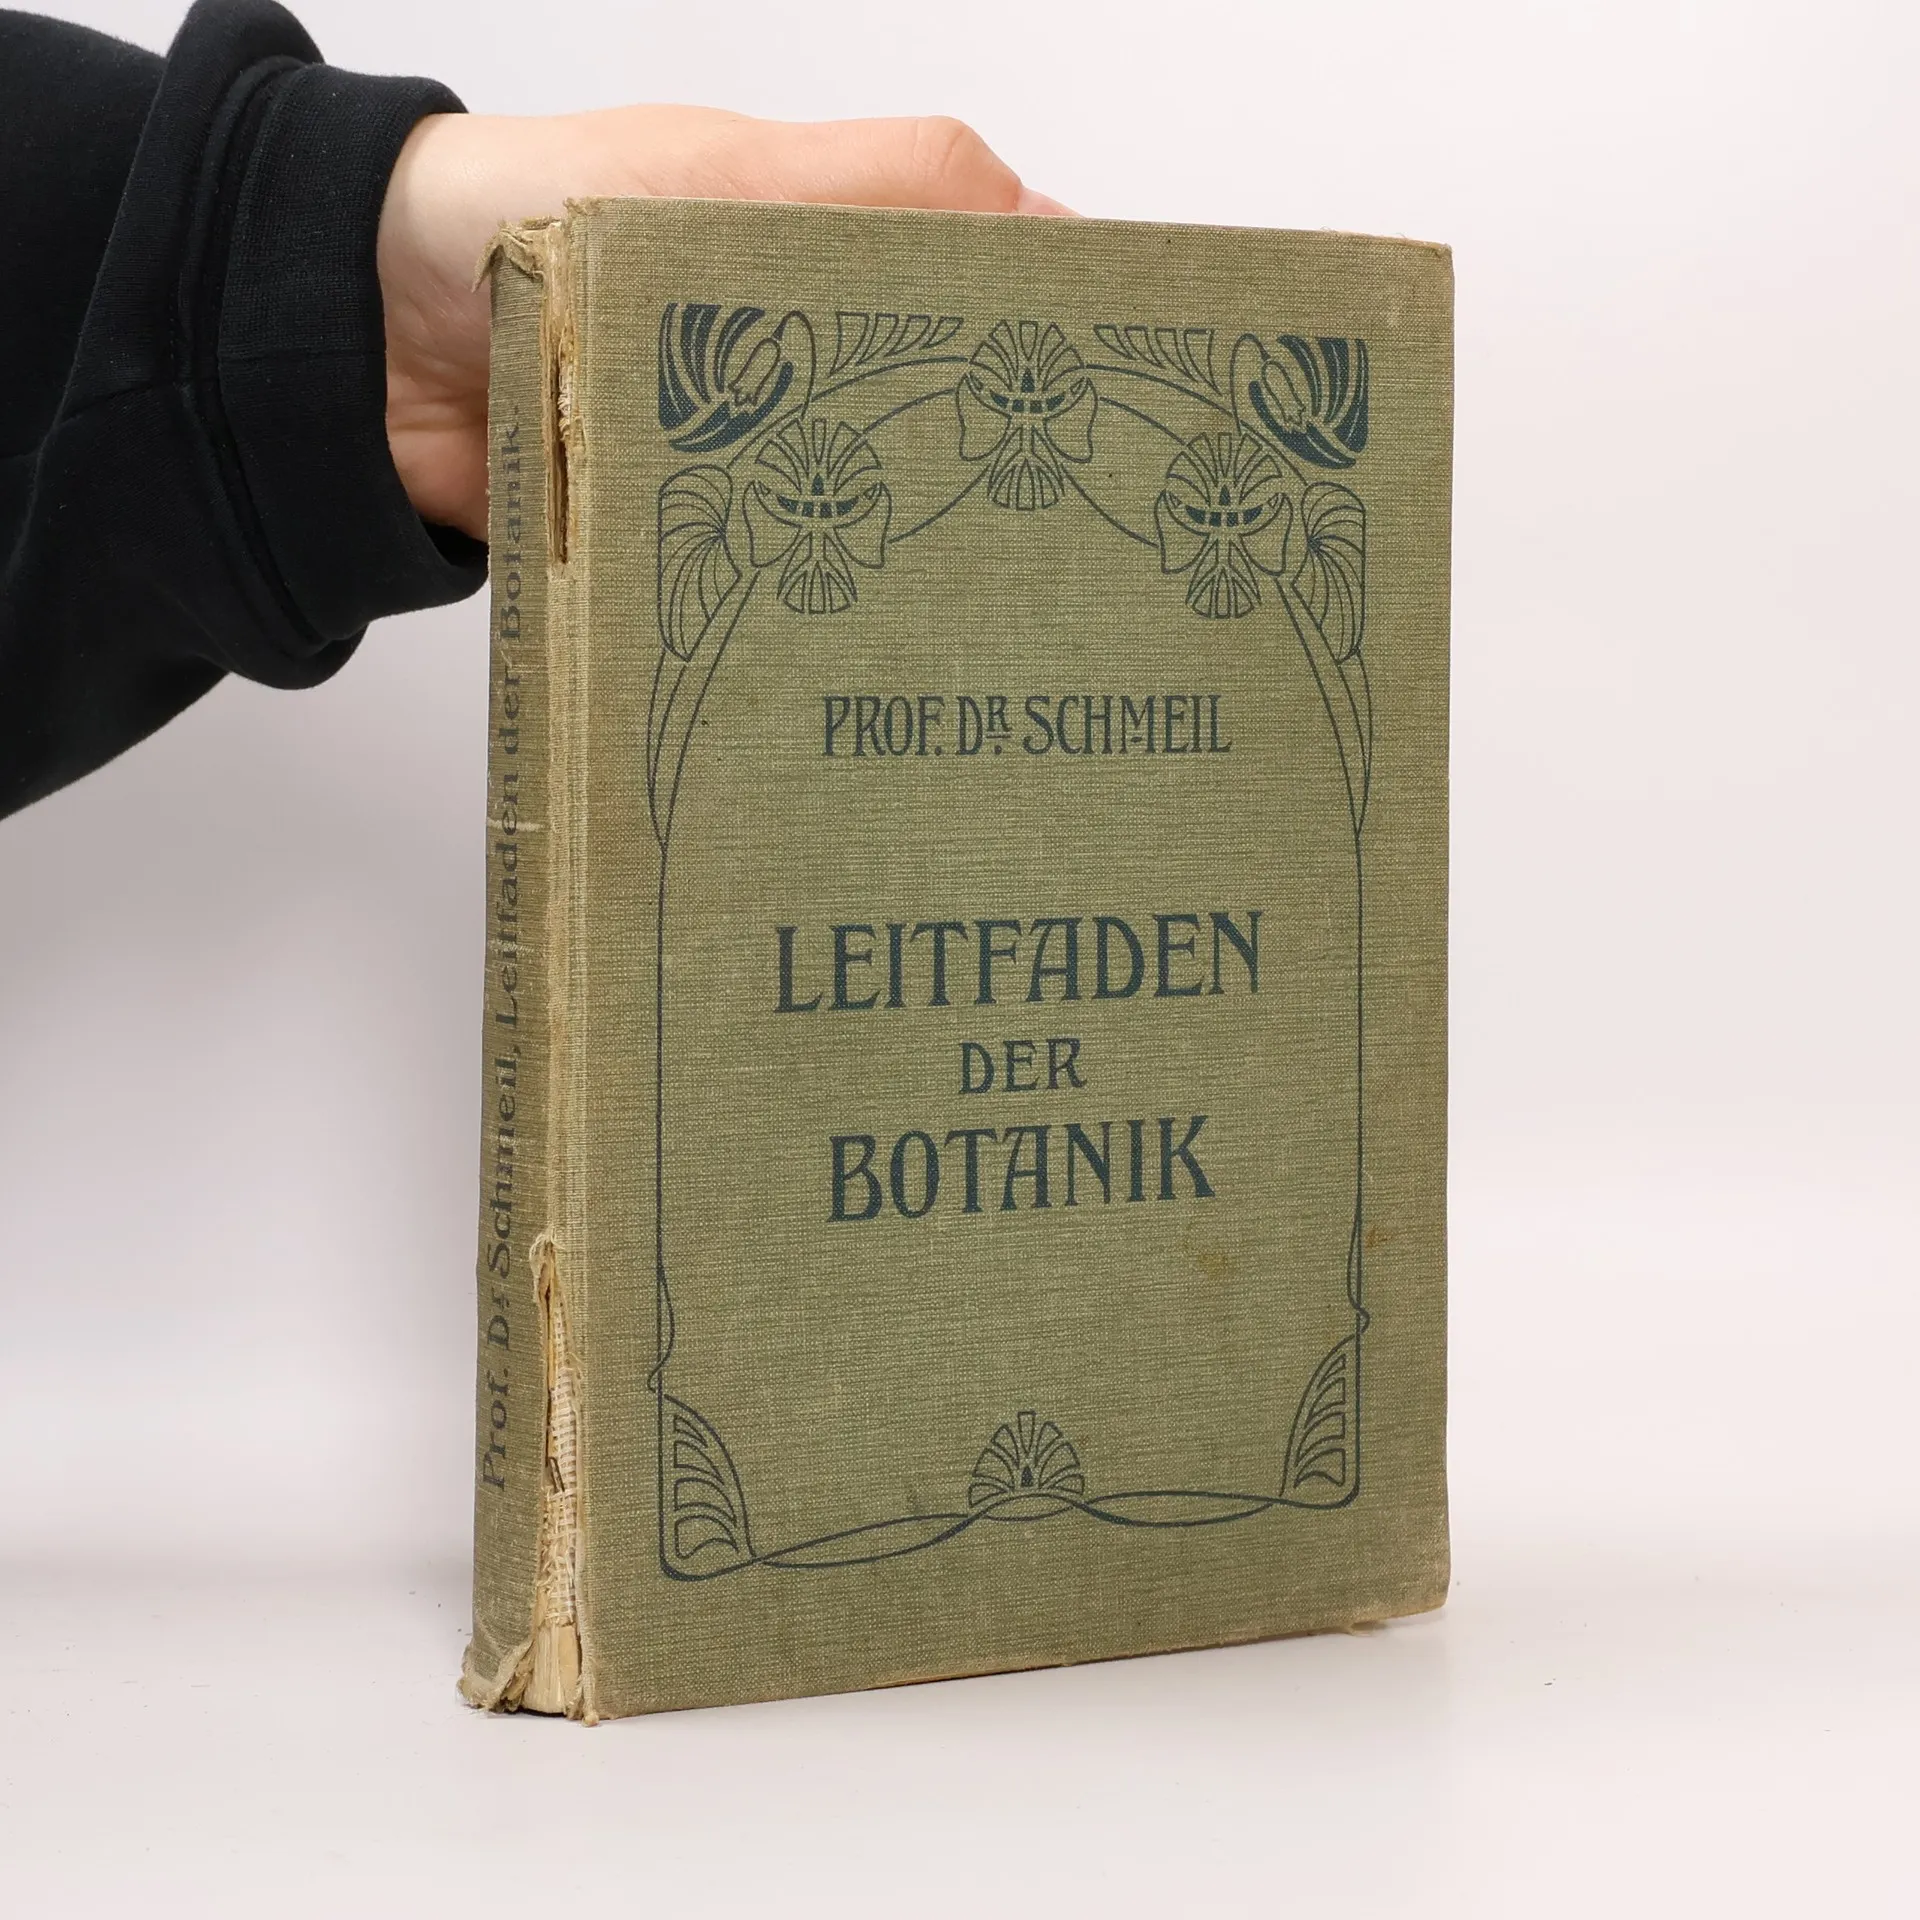 PROF. DR. SCHMEIL
LEITFADEN
DER
BOTANIK
Prof. Dr. Schmeil, Leitfaden der Botanik.